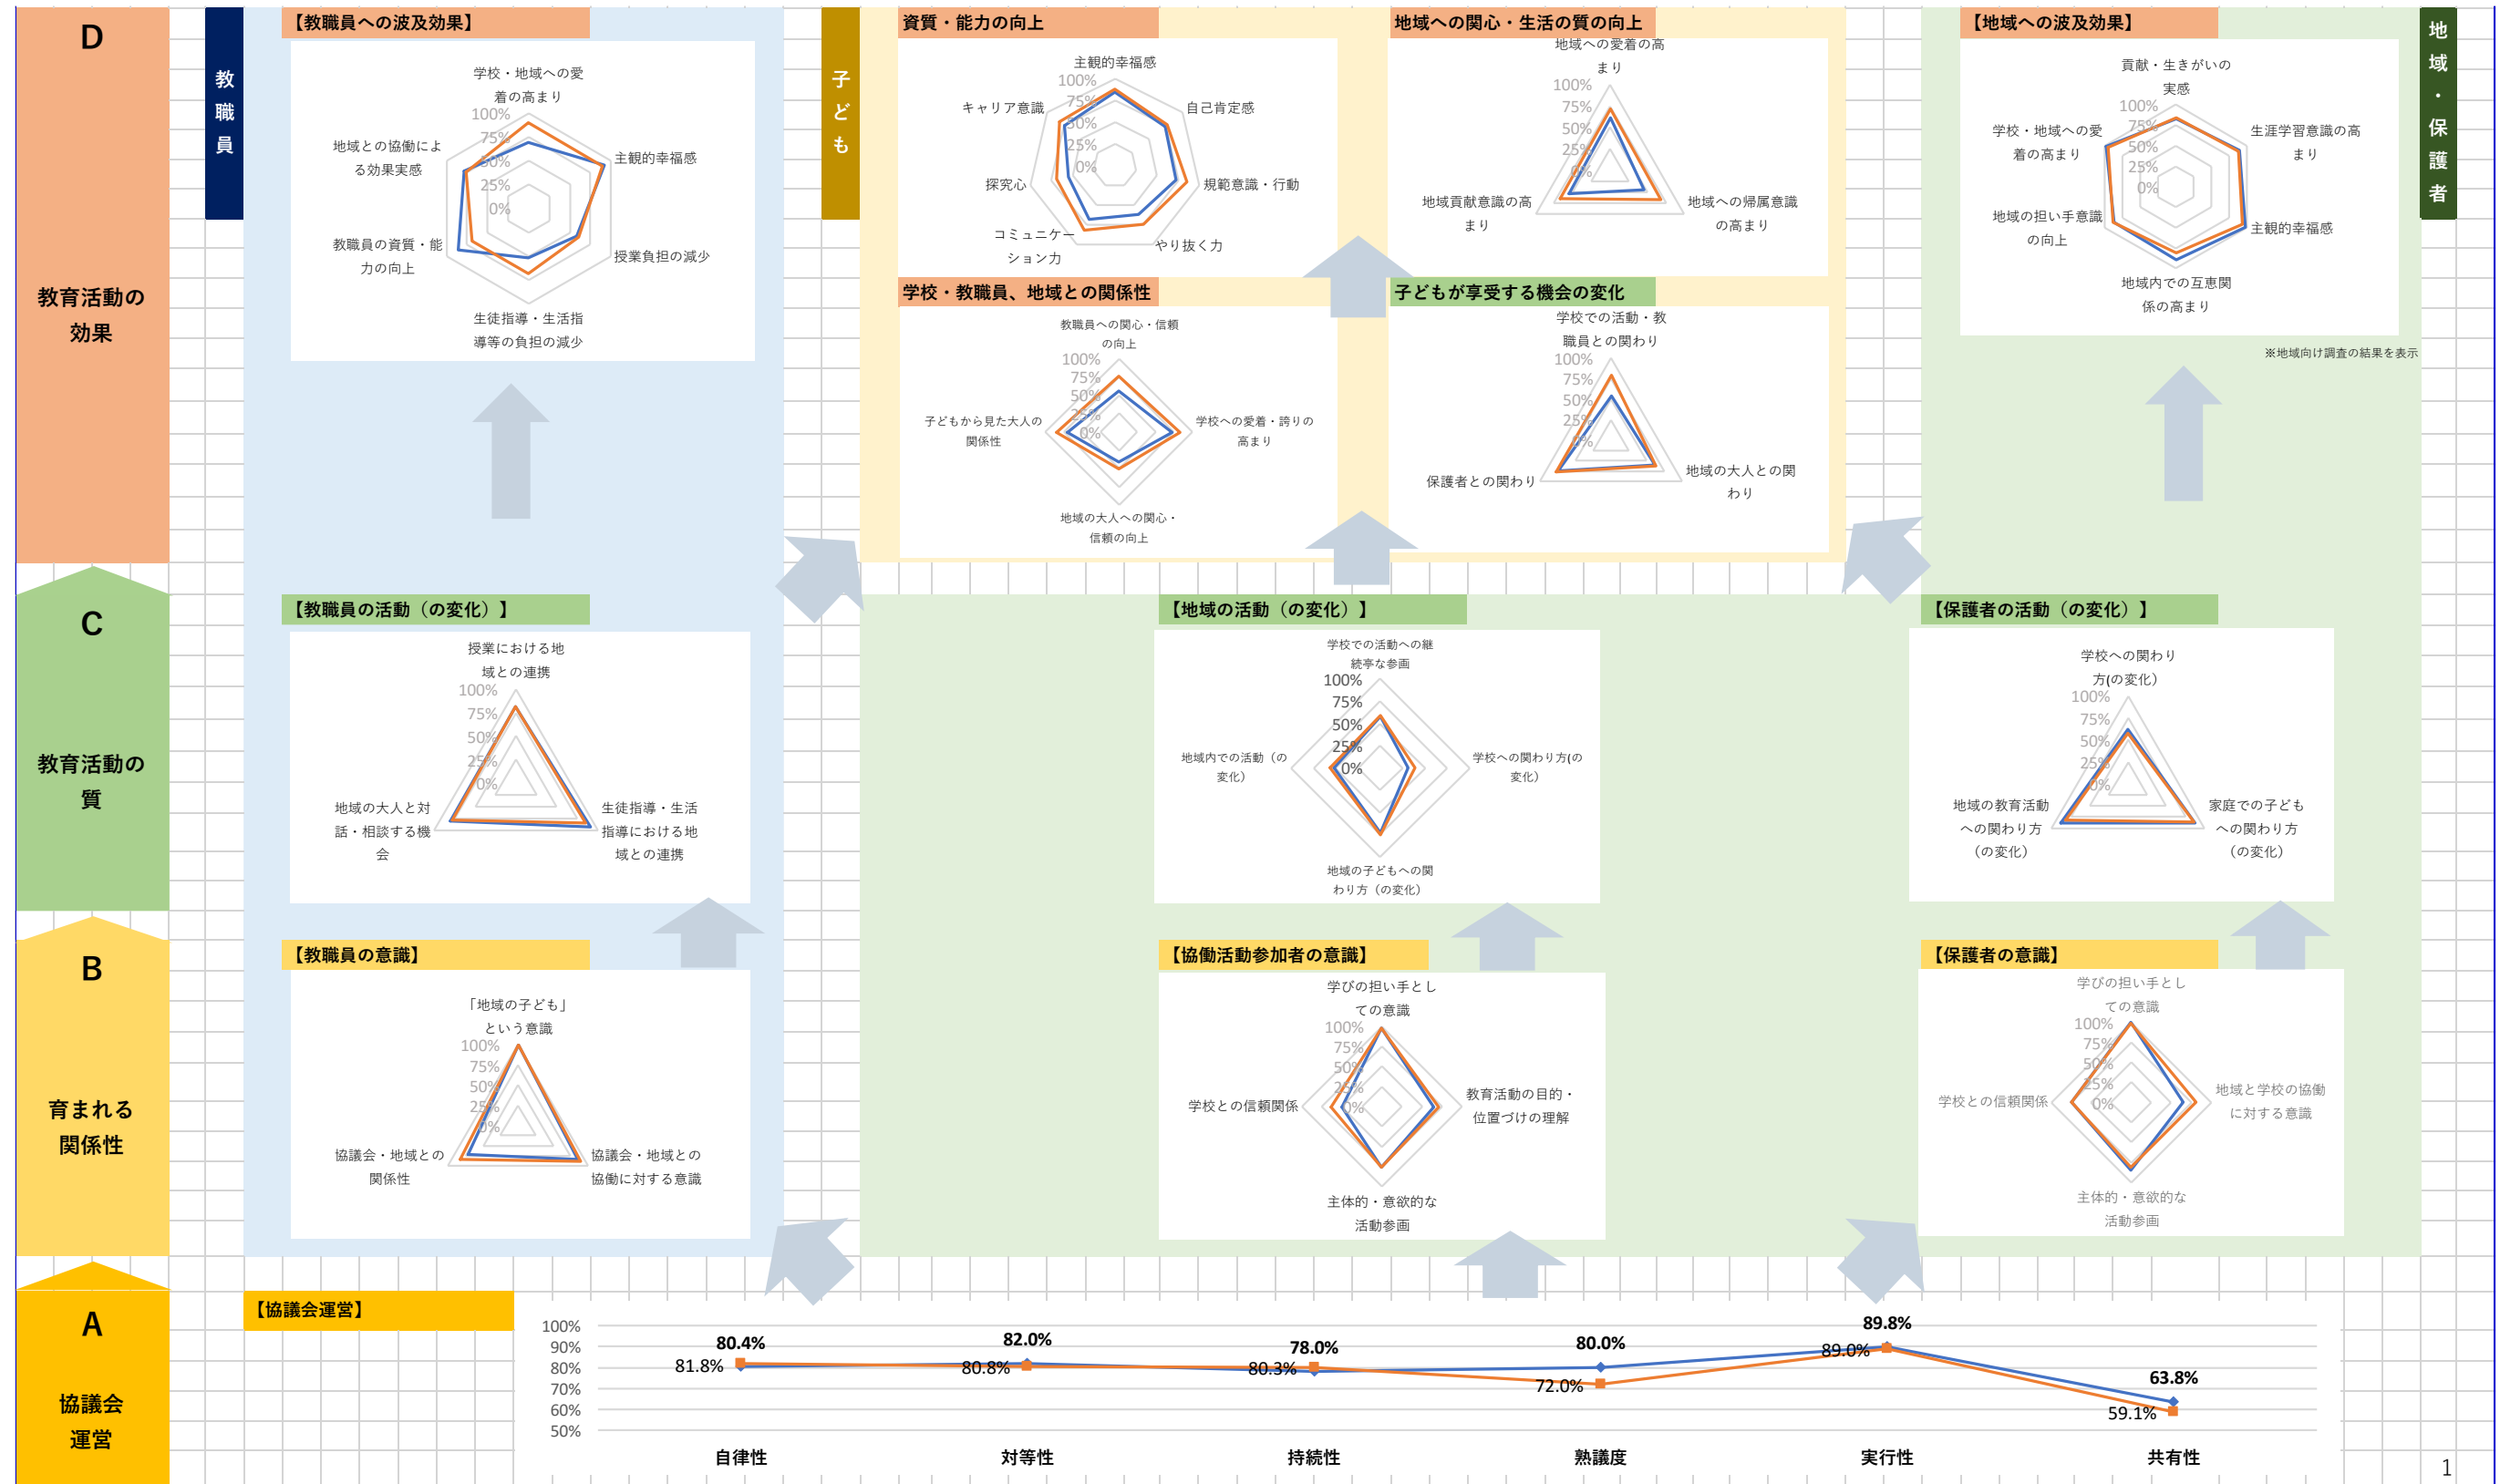 D
教育活動の
効果
教
職
員
【教職員への波及効果】
学校・地域への愛
着の高まり
100%
75%
50%
25%
0%
主観的幸福感
授業負担の減少
生徒指導・生活指
導等の負担の減少
教職員の資質・能
力の向上
地域との協働によ
る効果実感
子
ど
も
資質・能力の向上
主観的幸福感
100%
75%
50%
25%
0%
自己肯定感
規範意識・行動
やり抜く力
コミュニケー
ション力
探究心
キャリア意識
地域への関心・生活の質の向上
地域への愛着の高
まり
100%
75%
50%
25%
0%
地域への帰属意識
の高まり
地域貢献意識の高
まり
学校・教職員、地域との関係性
教職員への関心・信頼
の向上
100%
75%
50%
25%
0%
学校への愛着・誇りの
高まり
地域の大人への関心・
信頼の向上
子どもから見た大人の
関係性
子どもが享受する機会の変化
学校での活動・教
職員との関わり
100%
75%
50%
25%
0%
地域の大人との関
わり
保護者との関わり
【地域への波及効果】
地
域
・
保
護
者
貢献・生きがいの
実感
100%
75%
50%
25%
0%
生涯学習意識の高
まり
主観的幸福感
地域内での互恵関
係の高まり
地域の担い手意識
の向上
学校・地域への愛
着の高まり
※地域向け調査の結果を表示
C
教育活動の
質
【教職員の活動（の変化）】
授業における地
域との連携
100%
75%
50%
25%
0%
生徒指導・生活
指導における地
域との連携
地域の大人と対
話・相談する機
会
【地域の活動（の変化）】
学校での活動への継
続亭な参画
100%
75%
50%
25%
0%
学校への関わり方(の
変化）
地域の子どもへの関
わり方（の変化）
地域内での活動（の
変化）
【保護者の活動（の変化）】
学校への関わり
方(の変化）
100%
75%
50%
25%
0%
家庭での子ども
への関わり方
（の変化）
地域の教育活動
への関わり方
（の変化）
B
育まれる
関係性
【教職員の意識】
「地域の子ども」
という意識
100%
75%
50%
25%
0%
協議会・地域との
協働に対する意識
協議会・地域との
関係性
【協働活動参加者の意識】
学びの担い手とし
ての意識
100%
75%
50%
25%
0%
教育活動の目的・
位置づけの理解
主体的・意欲的な
活動参画
学校との信頼関係
【保護者の意識】
学びの担い手とし
ての意識
100%
75%
50%
25%
0%
地域と学校の協働
に対する意識
主体的・意欲的な
活動参画
学校との信頼関係
A
協議会
運営
【協議会運営】
100%
90%
80%
70%
60%
50%
80.4%
82.0%
78.0%
80.0%
89.8%
63.8%
81.8%
80.8%
80.3%
72.0%
89.0%
59.1%
自律性
対等性
持続性
熟議度
実行性
共有性
1